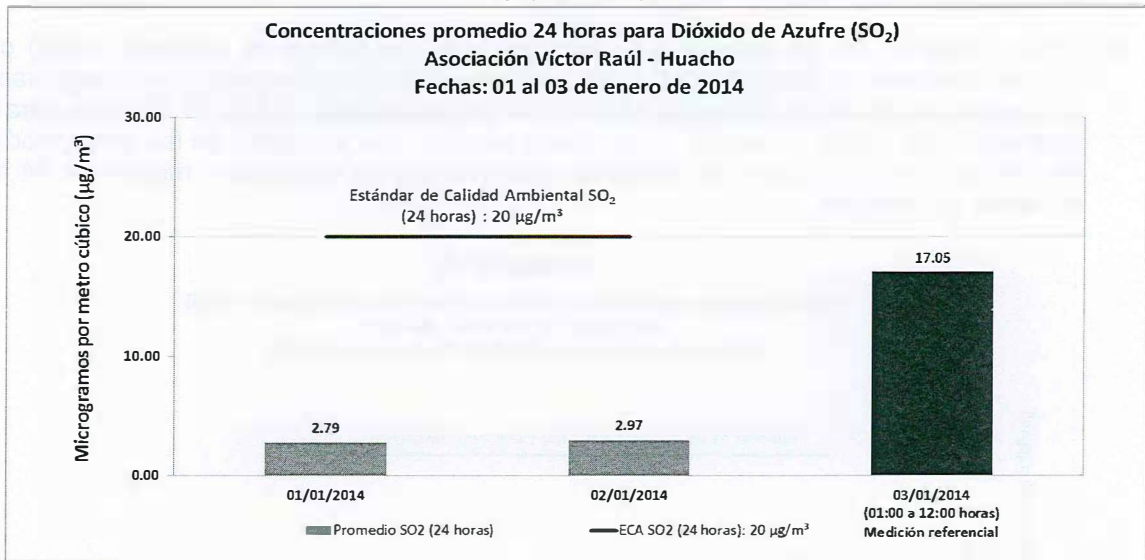 Concentraciones promedio 24 horas para Dióxido de Azufre (SO₂)
Asociación Víctor Raúl - Huacho
Fechas: 01 al 03 de enero de 2014
Microgramos por metro cúbico (µg/m³)
30.00
20.00
10.00
0.00
Estándar de Calidad Ambiental SO₂
(24 horas) : 20 µg/m³
2.79
2.97
17.05
01/01/2014
02/01/2014
03/01/2014
(01:00 a 12:00 horas)
Medición referencial
Promedio SO2 (24 horas)
ECA SO2 (24 horas): 20 µg/m³